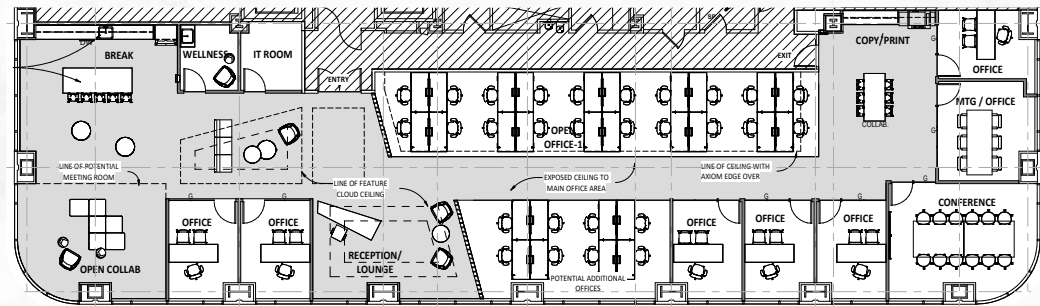 BREAK
WELLNESS
IT ROOM
ENTRY
EXIT
COPY/PRINT
OFFICE
MTG / OFFICE
COLLAB.
OPEN
OFFICE-1
LINE OF POTENTIAL
MEETING ROOM
LINE OF FEATURE
CLOUD CEILING
EXPOSED CEILING TO
MAIN OFFICE AREA
LINE OF CEILING WITH
AXIOM EDGE OVER
G
G
G
G
G
G
G
G
OFFICE
OFFICE
OFFICE
OFFICE
OFFICE
CONFERENCE
RECEPTION/
LOUNGE
OPEN COLLAB
POTENTIAL ADDITIONAL
OFFICES